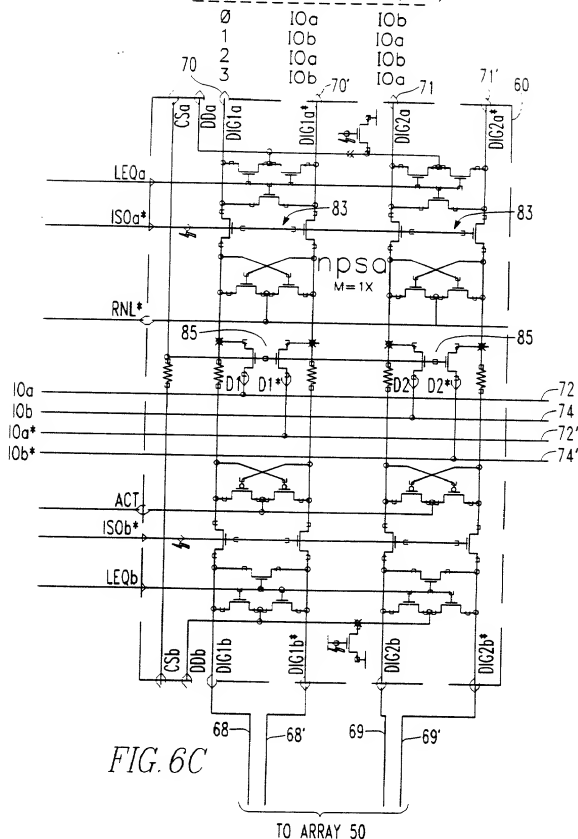 0 IOa IOb
1 IOb IOa
2 IOa IOb
3 IOb IOa
70 70' 71 71' 60
CSa DDa DIG1a DIG1a* DIG2a DIG2a*
LEQa
ISOa* 83 83
npsa
M=1X
RNL*
85 85
D1 D1* D2 D2*
IOa 72
IOb 74
IOa* 72'
IOb* 74'
ACT
ISOb*
LEQb
CSb DDb DIG1b DIG1b* DIG2b DIG2b*
68 68' 69 69'
FIG. 6C
TO ARRAY 50